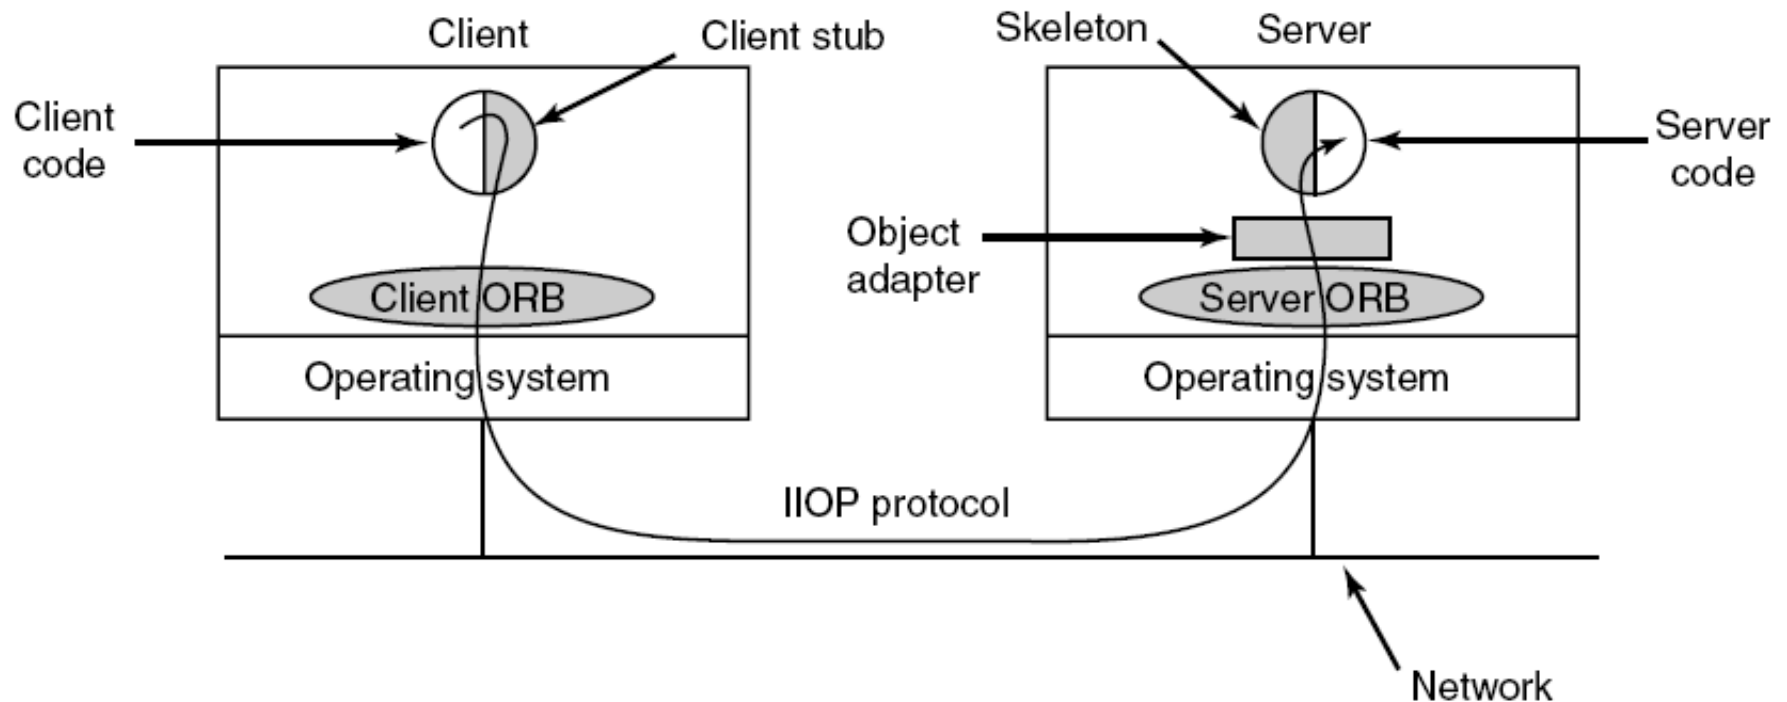 Client
Client stub
Skeleton
Server
Client
code
Server
code
Object
adapter
Client ORB
Server ORB
Operating system
Operating system
IIOP protocol
Network